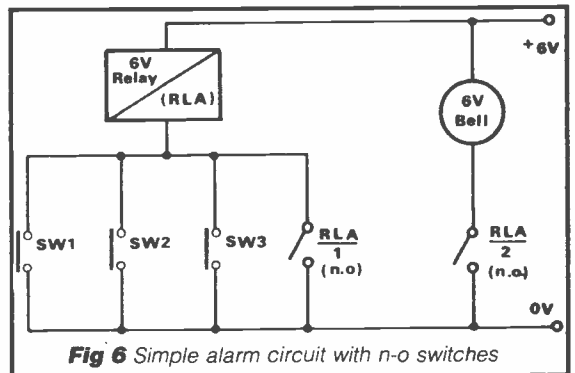 6V
Relay
(RLA)
+6V
6V
Bell
SW1
SW2
SW3
RLA
1
(n.o)
RLA
2
(n.o.)
0V
Fig 6 Simple alarm circuit with n-o switches